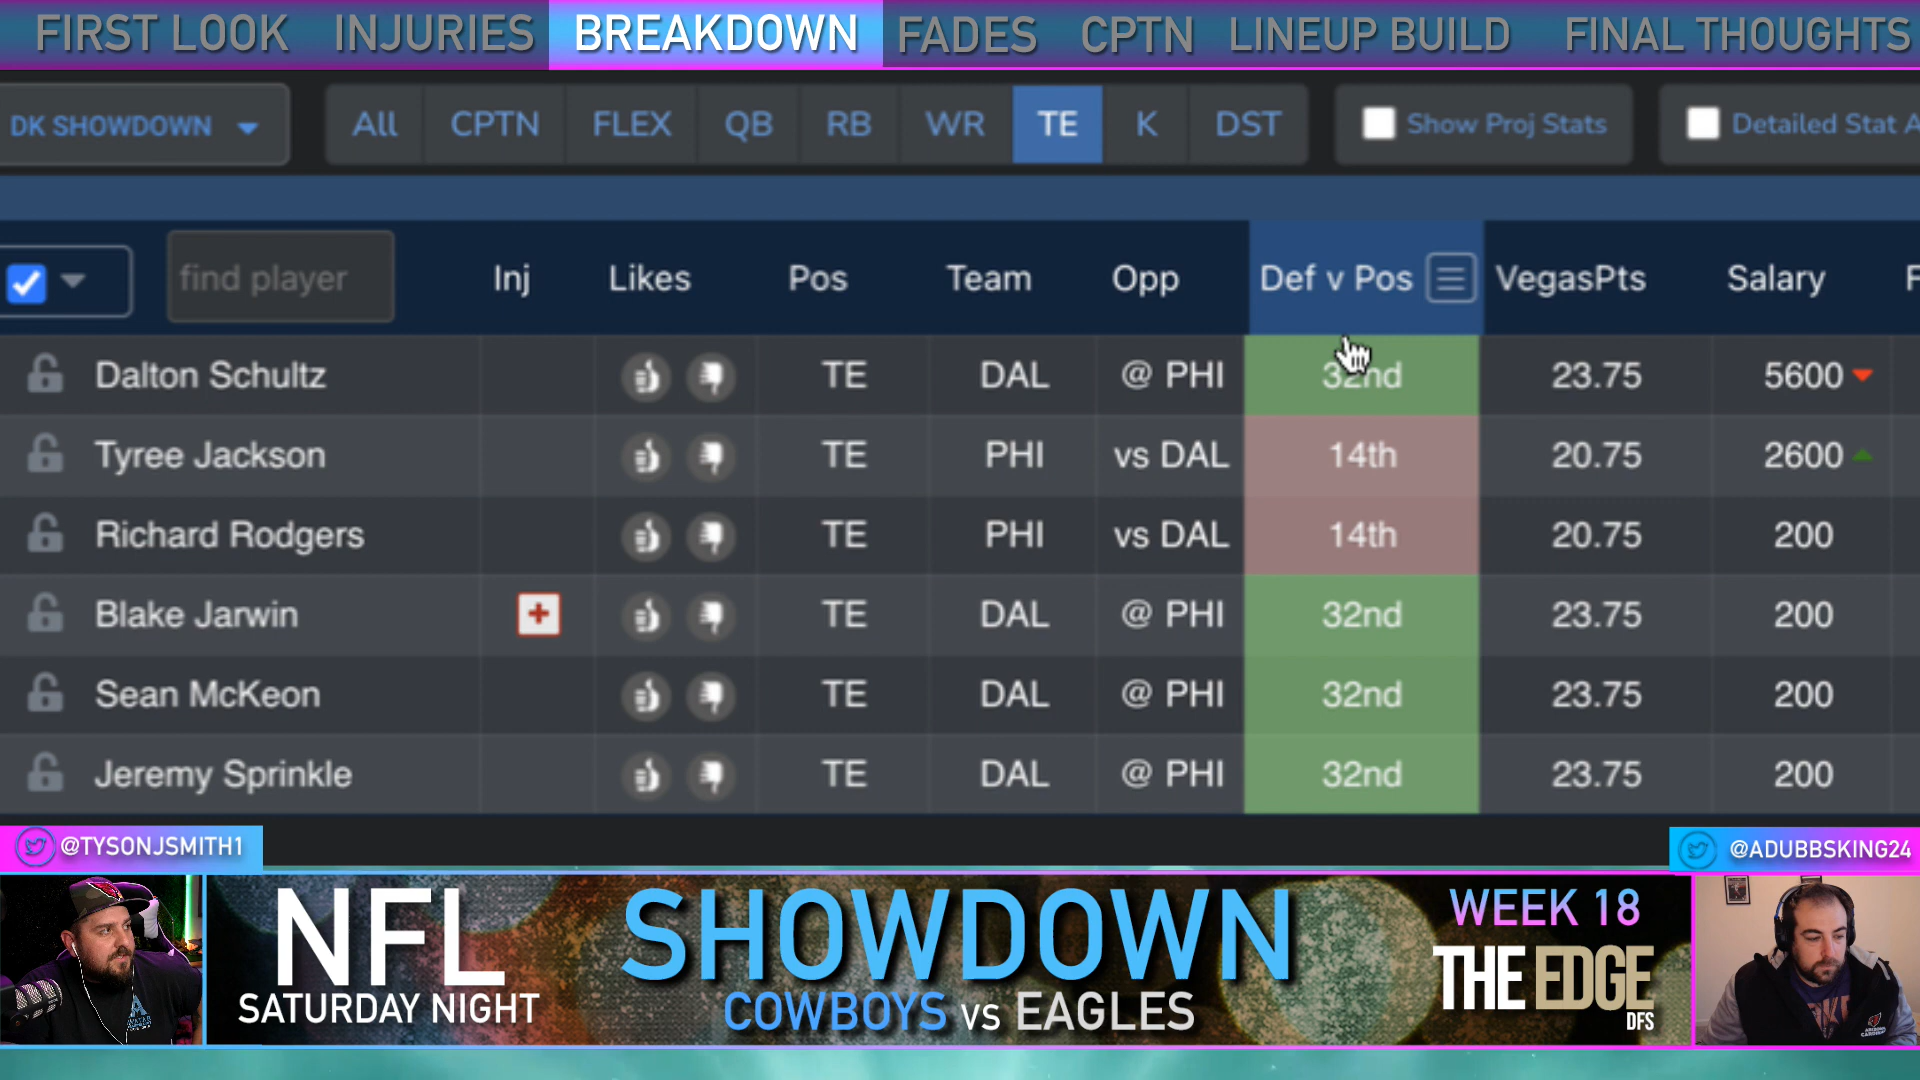 FIRST LOOK INJURIES BREAKDOWN FADES CPTN LINEUP BUILD FINAL THOUGHTS
DK SHOWDOWN All CPTN FLEX QB RB WR TE K DST Show Proj Stats Detailed Stat A
find player Inj Likes Pos Team Opp Def v Pos VegasPts Salary F
Dalton Schultz TE DAL @ PHI 32nd 23.75 5600
Tyree Jackson TE PHI vs DAL 14th 20.75 2600
Richard Rodgers TE PHI vs DAL 14th 20.75 200
Blake Jarwin TE DAL @ PHI 32nd 23.75 200
Sean McKeon TE DAL @ PHI 32nd 23.75 200
Jeremy Sprinkle TE DAL @ PHI 32nd 23.75 200
@TYSONJSMITH1 @ADUBBSKING24
NFL
SATURDAY NIGHT
SHOWDOWN
COWBOYS vs EAGLES
WEEK 18
THE EDGE
DFS